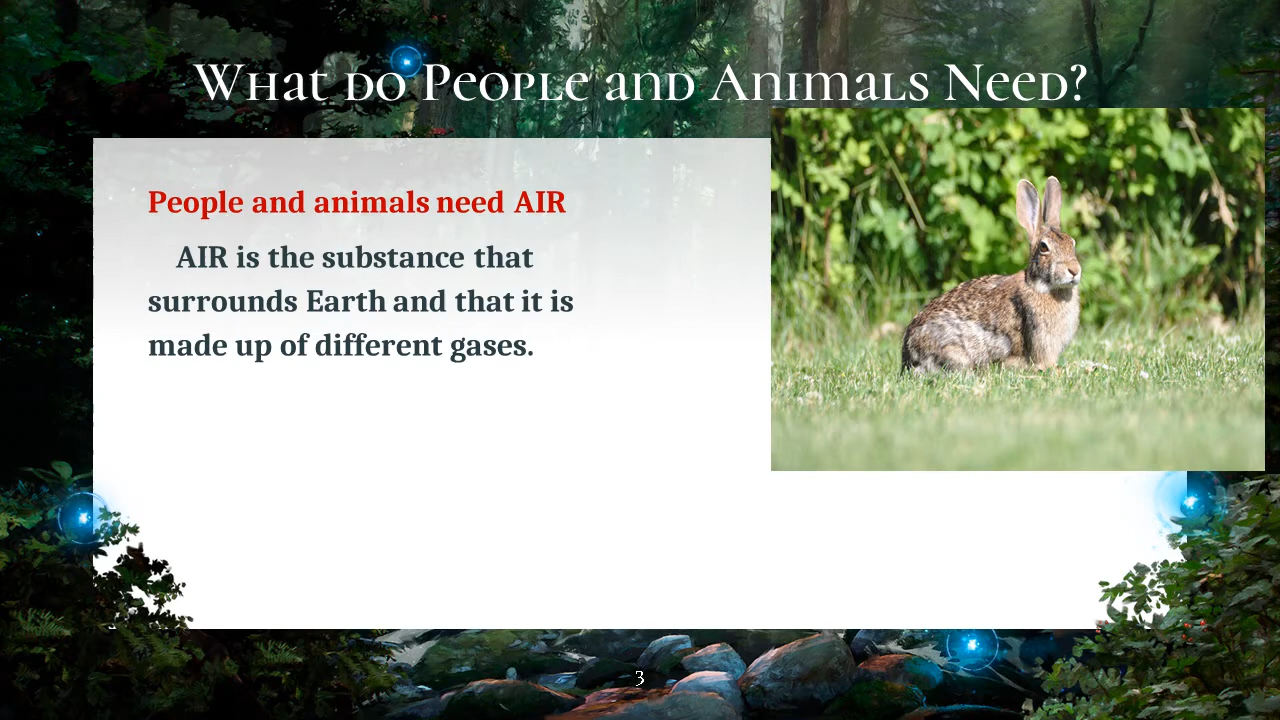 What do People and Animals Need?
People and animals need AIR
AIR is the substance that
surrounds Earth and that it is
made up of different gases.
3